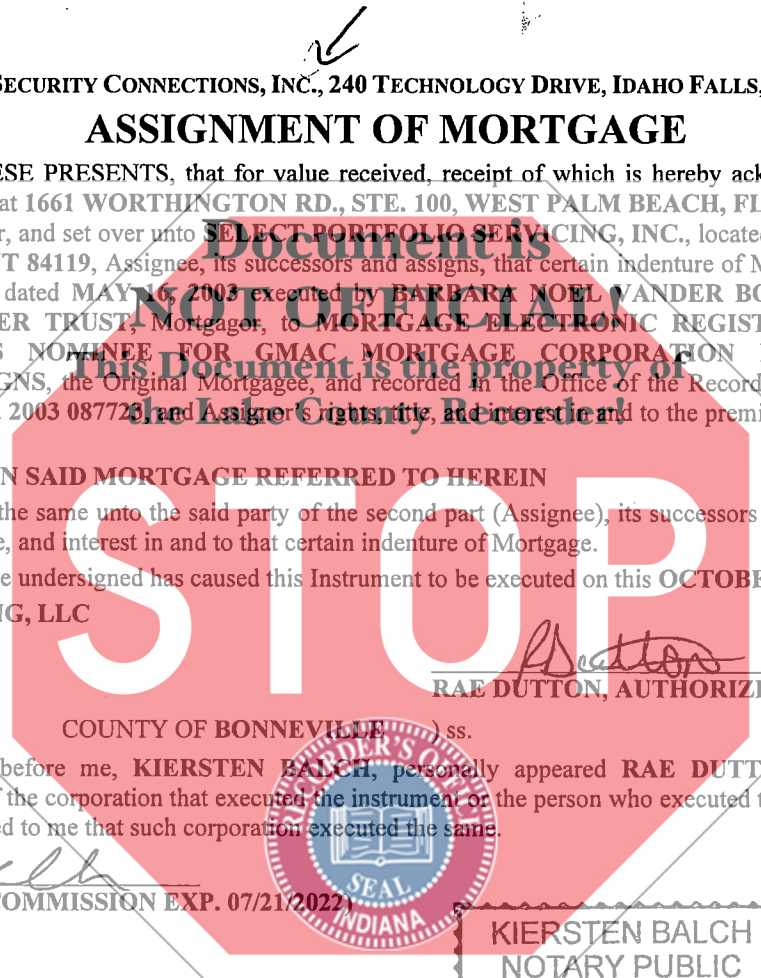 SECURITY CONNECTIONS, INC., 240 TECHNOLOGY DRIVE, IDAHO FALLS,
ASSIGNMENT OF MORTGAGE
ESE PRESENTS, that for value received, receipt of which is hereby ack
at 1661 WORTHINGTON RD., STE. 100, WEST PALM BEACH, FL
r, and set over unto SELECT PORTFOLIO SERVICING, INC., locate
T 84119, Assignee, its successors and assigns, that certain indenture of M
dated MAY 16, 2003 executed by BARBARA NOEL VANDER BO
ER TRUST, Mortgagor, to MORTGAGE ELECTRONIC REGIST
S NOMINEE FOR GMAC MORTGAGE CORPORATION
GNS, the Original Mortgagee, and recorded in the Office of the Record
. 2003 087723, and Assignor's rights, title, and interest in and to the premi
Document is
NOT OFFICIAL!
This Document is the property of
the Lake County Recorder!
N SAID MORTGAGE REFERRED TO HEREIN
the same unto the said party of the second part (Assignee), its successors
e, and interest in and to that certain indenture of Mortgage.
e undersigned has caused this Instrument to be executed on this OCTOBE
NG, LLC
STOP
RAE DUTTON, AUTHORIZ
COUNTY OF BONNEVILLE ) ss.
before me, KIERSTEN BALCH, personally appeared RAE DUTT
f the corporation that executed the instrument or the person who executed t
ed to me that such corporation executed the same.
RECORDER'S OFFICE
SEAL
INDIANA
OMMISSION EXP. 07/21/2022)
KIERSTEN BALCH
NOTARY PUBLIC